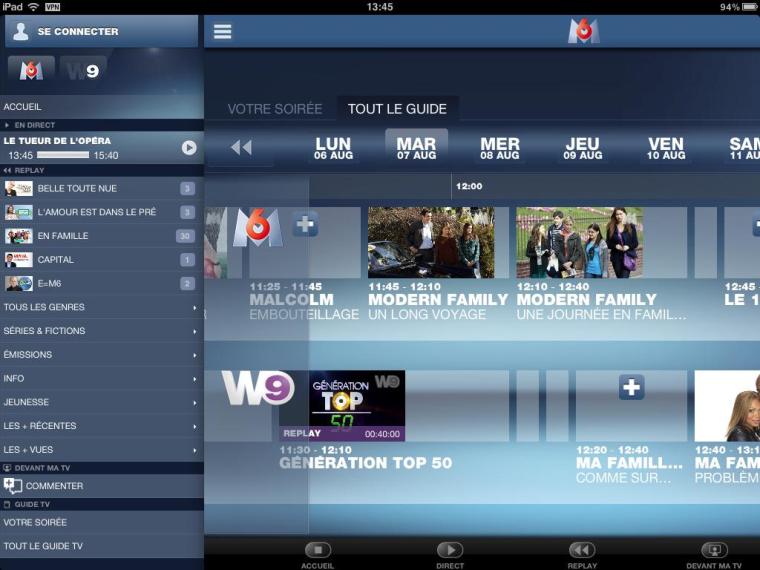 iPad VPN 13:45 94%
SE CONNECTER
M6 W9
ACCUEIL
EN DIRECT
LE TUEUR DE L'OPÉRA
13:45 15:40
REPLAY
BELLE TOUTE NUE 3
L'AMOUR EST DANS LE PRÉ 3
EN FAMILLE 30
CAPITAL 1
E=M6 2
TOUS LES GENRES
SÉRIES & FICTIONS
ÉMISSIONS
INFO
JEUNESSE
LES + RÉCENTES
LES + VUES
DEVANT MA TV
COMMENTER
GUIDE TV
VOTRE SOIRÉE
TOUT LE GUIDE TV
M6
VOTRE SOIRÉE TOUT LE GUIDE
LUN MAR MER JEU VEN SAM
06 AUG 07 AUG 08 AUG 09 AUG 10 AUG 11 AU
12:00
M6
11:25 - 11:45 11:45 - 12:10 12:10 - 12:40 12:45
MALCOLM MODERN FAMILY MODERN FAMILY LE 1
R EMBOUTEILLAGE UN LONG VOYAGE UNE JOURNÉE EN FAMIL...
W9
GÉNÉRATION W9
TOP
50
REPLAY 00:40:00
11:30 - 12:10 12:20 - 12:40 12:40 - 13:1
GÉNÉRATION TOP 50 MA FAMILL... MA FAM
COMME SUR... PROBLÈM
ACCUEIL DIRECT REPLAY DEVANT MA TV